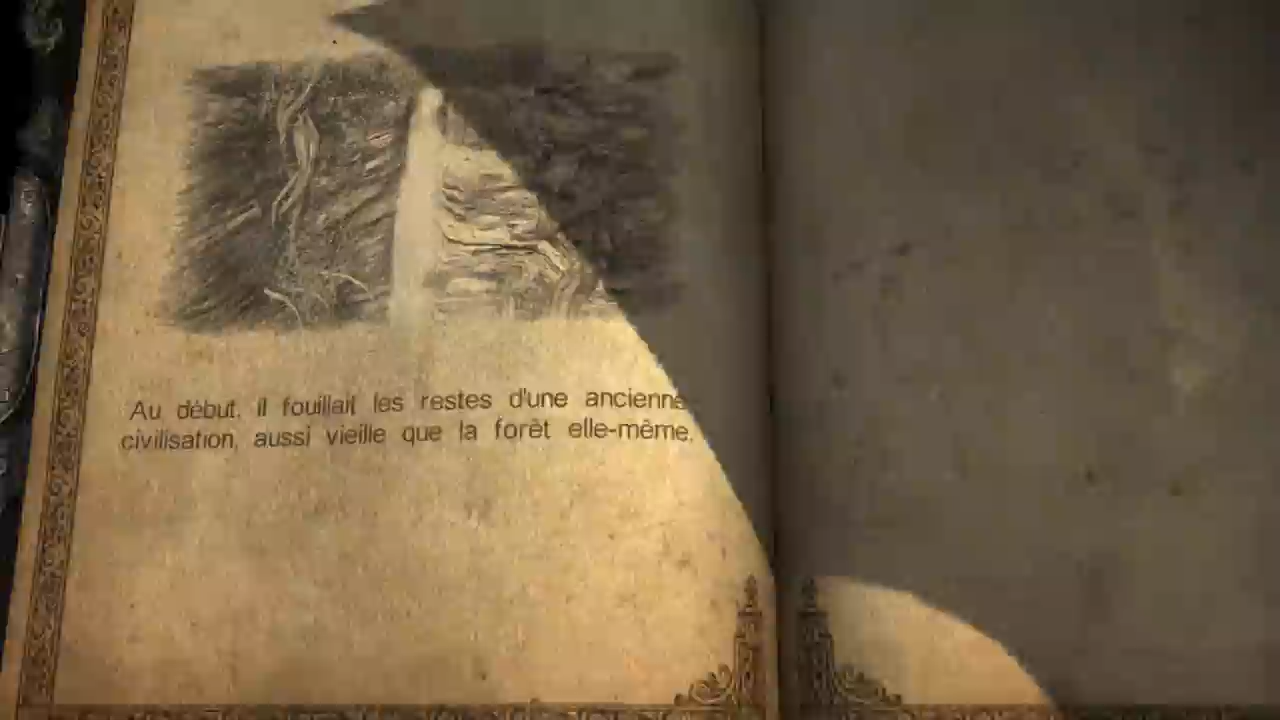 Au début, il fouillait les restes d'une ancienne
civilisation, aussi vieille que la forêt elle-même.